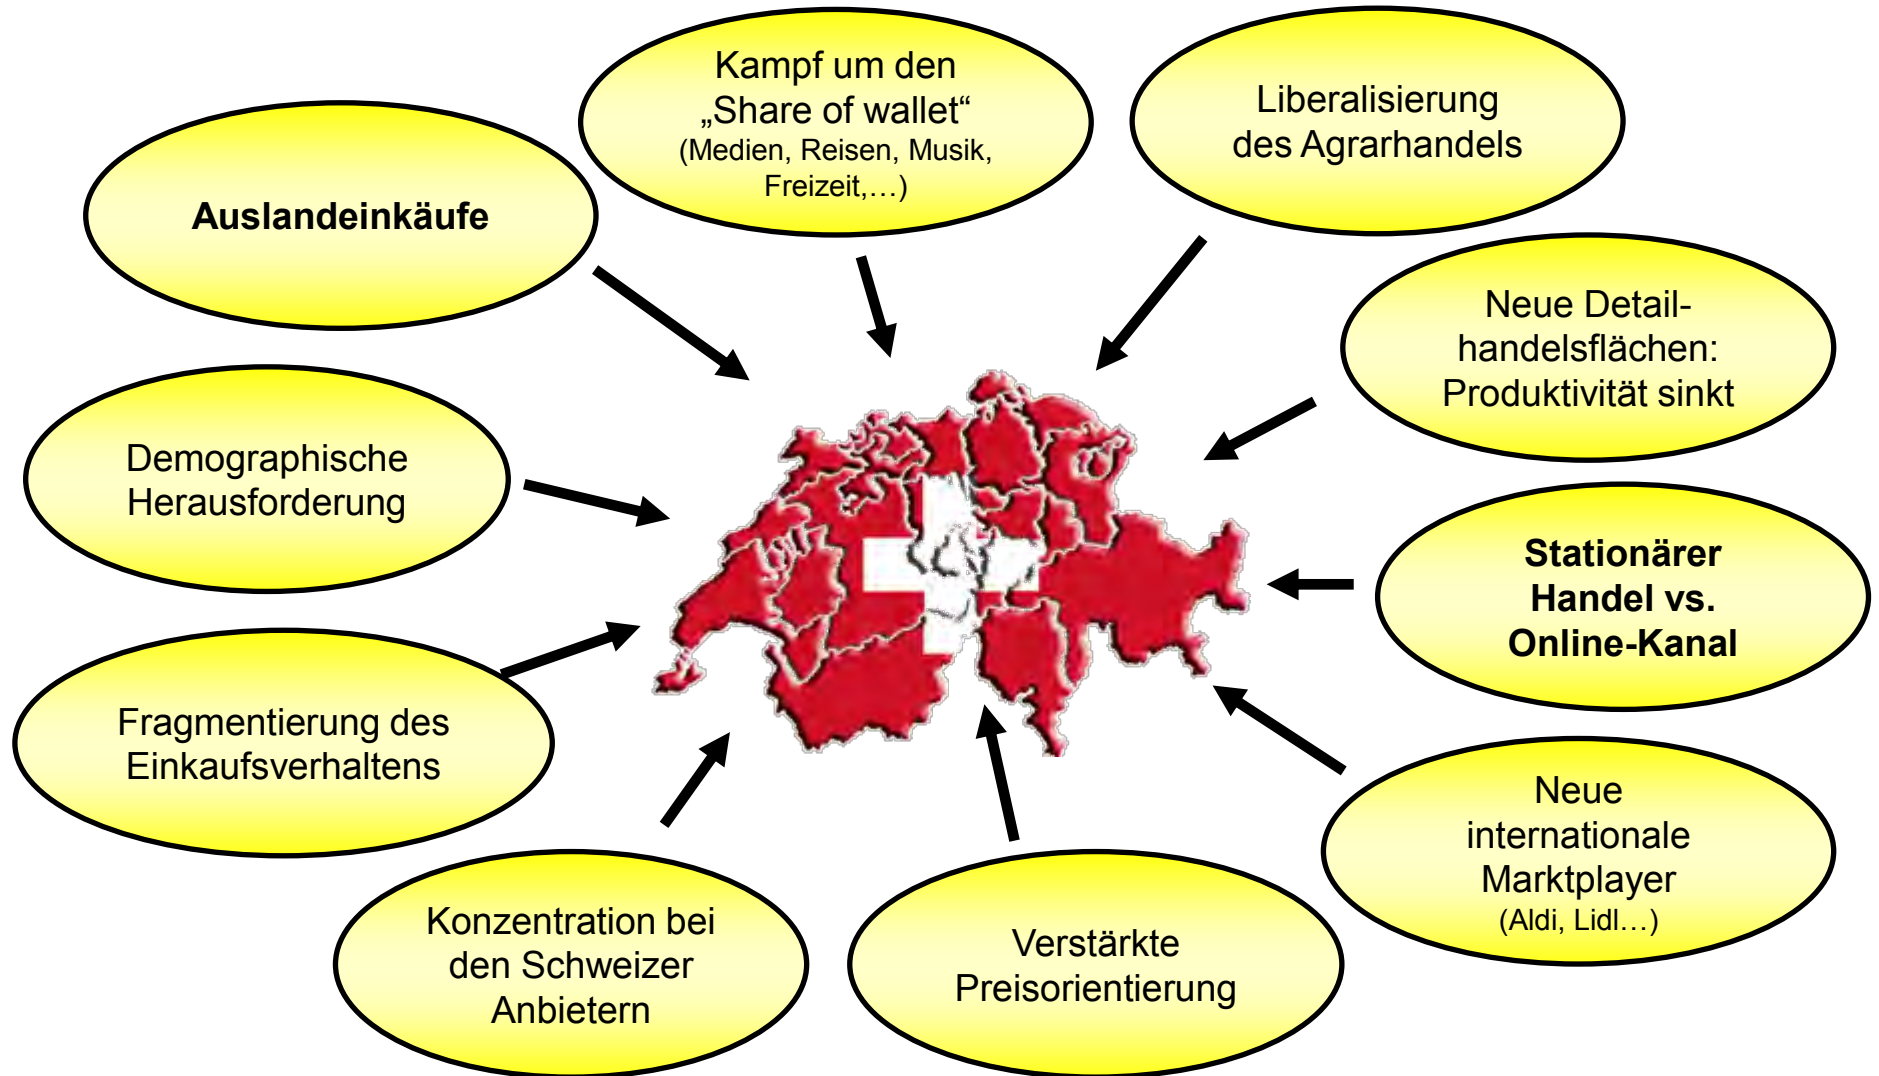 Kampf um den
„Share of wallet“
(Medien, Reisen, Musik,
Freizeit,…)
Liberalisierung
des Agrarhandels
Auslandeinkäufe
Neue Detail-
handelsflächen:
Produktivität sinkt
Demographische
Herausforderung
Stationärer
Handel vs.
Online-Kanal
Fragmentierung des
Einkaufsverhaltens
Neue
internationale
Marktplayer
(Aldi, Lidl…)
Konzentration bei
den Schweizer
Anbietern
Verstärkte
Preisorientierung